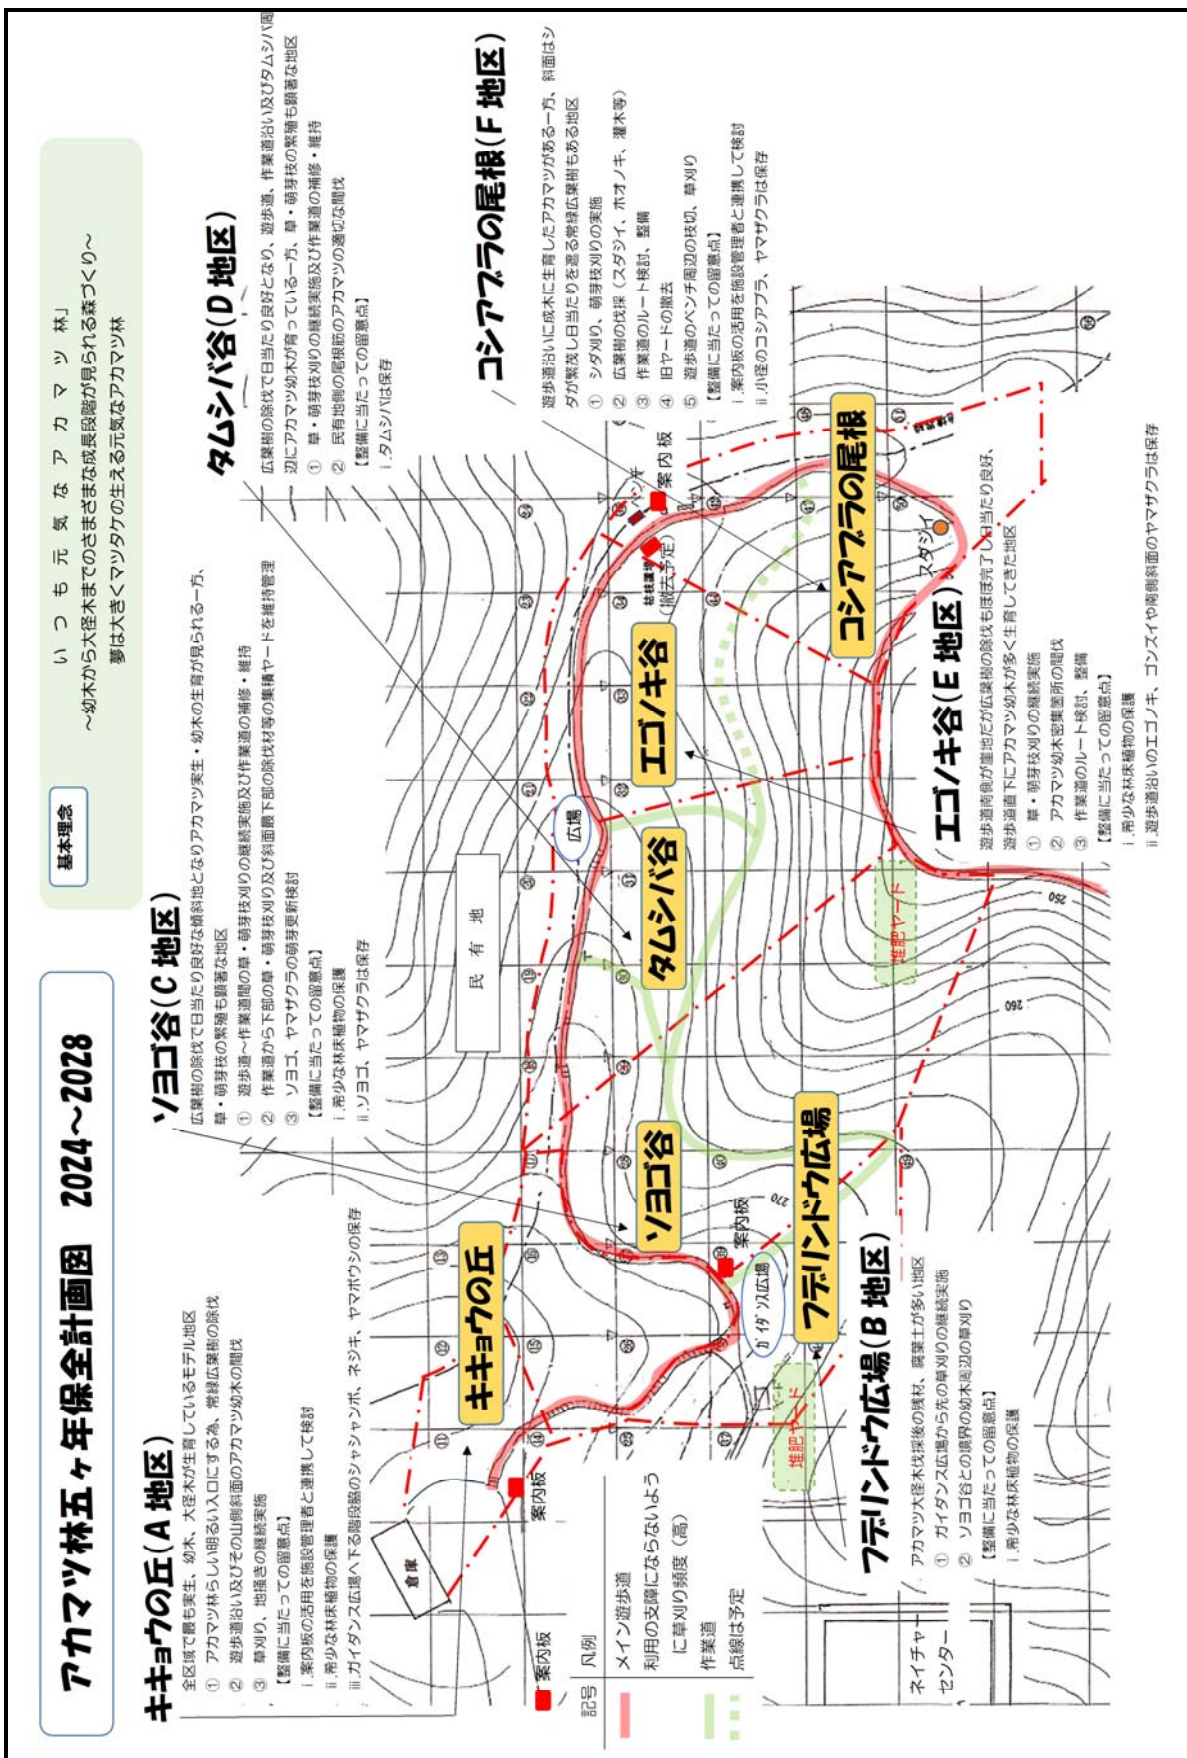 アカマツ林五ヶ年保全計画図 2024～2028
基本理念
い つ も 元 気 な ア カ マ ツ 林」
～幼木から大径木までのさまざまな成長段階が見られる森づくり～
夢は大きくマツタケの生える元気なアカマツ林
キキョウの丘(A 地区)
全区域で最も実生、幼木、大径木が生育しているモデル地区
① アカマツ林らしい明るい入口にする為、常緑広葉樹の除伐
② 遊歩道沿い及びその山側斜面のアカマツ幼木の間伐
③ 草刈り、地掻きの継続実施
【整備に当たっての留意点】
ⅰ.案内板の活用を施設管理者と連携して検討
ⅱ.希少な林床植物の保護
ⅲ.ガイダンス広場へ下る階段脇のシャシャンボ、ネジキ、ヤマボウシの保存
ソヨゴ谷(C 地区)
広葉樹の除伐で日当たり良好な傾斜地となりアカマツ実生・幼木の生育が見られる一方、
草・萌芽枝の繁殖も顕著な地区
① 遊歩道～作業道間の草・萌芽枝刈りの継続実施及び作業道の補修・維持
② 作業道から下部の草・萌芽枝刈り及び斜面最下部の除伐材等の集積ヤードを維持管理
③ ソヨゴ、ヤマザクラの萌芽更新検討
【整備に当たっての留意点】
ⅰ.希少な林床植物の保護
ⅱ.ソヨゴ、ヤマザクラは保存
タムシバ谷(D 地区)
広葉樹の除伐で日当たり良好となり、遊歩道、作業道沿い及びタムシバ周
辺にアカマツ幼木が育っている一方、草・萌芽枝の繁殖も顕著な地区
① 草・萌芽枝刈りの継続実施及び作業道の補修・維持
② 民有地側の尾根筋のアカマツの適切な間伐
【整備に当たっての留意点】
ⅰ.タムシバは保存
コシアブラの尾根(F 地区)
遊歩道沿いに成木に生育したアカマツがある一方、斜面はシ
ダが繁茂し日当たりを遮る常緑広葉樹もある地区
① シダ刈り、萌芽枝刈りの実施
② 広葉樹の伐採（スダジイ、ホオノキ、灌木等）
③ 作業道のルート検討、整備
④ 旧ヤードの撤去
⑤ 遊歩道のベンチ周辺の枝切、草刈り
【整備に当たっての留意点】
ⅰ.案内板の活用を施設管理者と連携して検討
ⅱ.小径のコシアブラ、ヤマザクラは保存
倉庫
案内板
キキョウの丘
民 有 地
広場
ベンチ
案内板
(撤去予定)
ソヨゴ谷
タムシバ谷
エゴノキ谷
コシアブラの尾根
スダジイ
案内板
ガイダンス広場
フデリンドウ広場
堆肥ヤード
堆肥ヤード
270
260
250
案内板
記号 凡例
メイン遊歩道
利用の支障にならないよう
に草刈り頻度（高）
作業道
点線は予定
ネイチャー
センター
フデリンドウ広場(B 地区)
アカマツ大径木伐採後の残材、腐葉土が多い地区
① ガイダンス広場から先の草刈りの継続実施
② ソヨゴ谷との境界の幼木周辺の草刈り
【整備に当たっての留意点】
ⅰ.希少な林床植物の保護
エゴノキ谷(E 地区)
遊歩道南側が崖地だが広葉樹の除伐もほぼ完了し日当たり良好、
遊歩道直下にアカマツ幼木が多く生育してきた地区
① 草・萌芽枝刈りの継続実施
② アカマツ幼木密集箇所の間伐
③ 作業道のルート検討、整備
【整備に当たっての留意点】
ⅰ.希少な林床植物の保護
ⅱ.遊歩道沿いのエゴノキ、ゴンズイや南側斜面のヤマザクラは保存